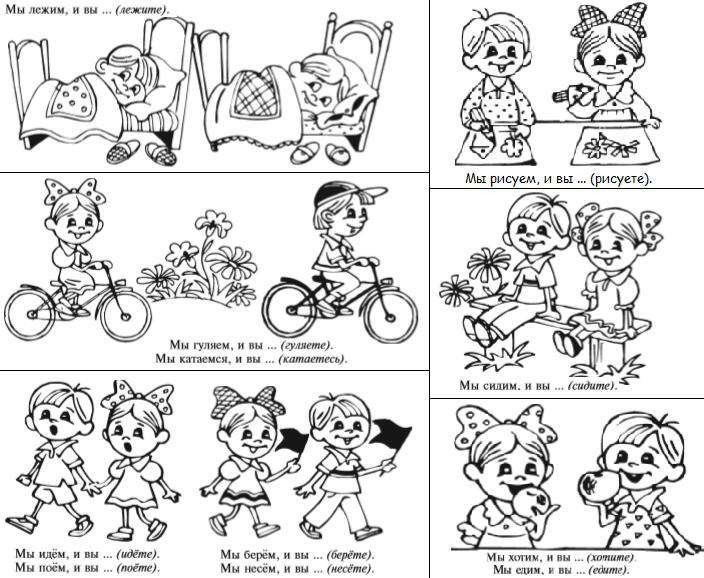 Мы лежим, и вы ... (лежите).
Мы рисуем, и вы ... (рисуете).
Мы гуляем, и вы ... (гуляете).
Мы катаемся, и вы ... (катаетесь).
Мы сидим, и вы ... (сидите).
Мы идём, и вы ... (идёте).
Мы поём, и вы ... (поёте).
Мы берём, и вы ... (берёте).
Мы несём, и вы ... (несёте).
Мы хотим, и вы ... (хотите).
Мы едим, и вы ... (едите).